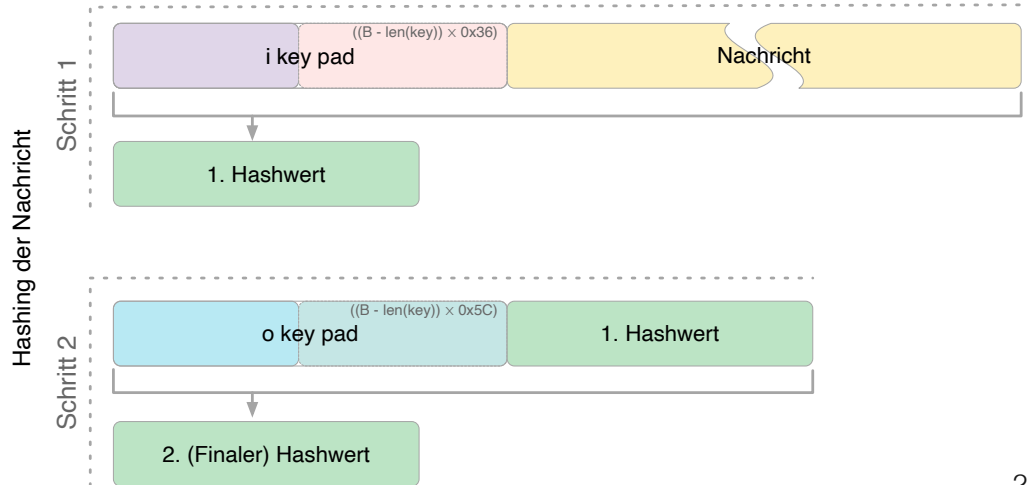 Hashing der Nachricht
Schritt 1
((B - len(key)) × 0x36)
i key pad
Nachricht
1. Hashwert
Schritt 2
((B - len(key)) × 0x5C)
o key pad
1. Hashwert
2. (Finaler) Hashwert